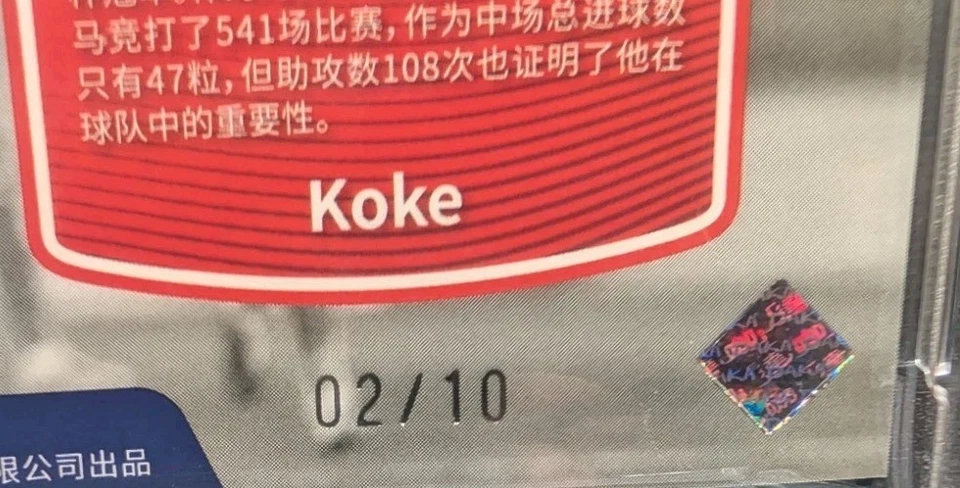 马竞打了541场比赛,作为中场总进球数
只有47粒,但助攻数108次也证明了他在
球队中的重要性。
Koke
02/10
限公司出品